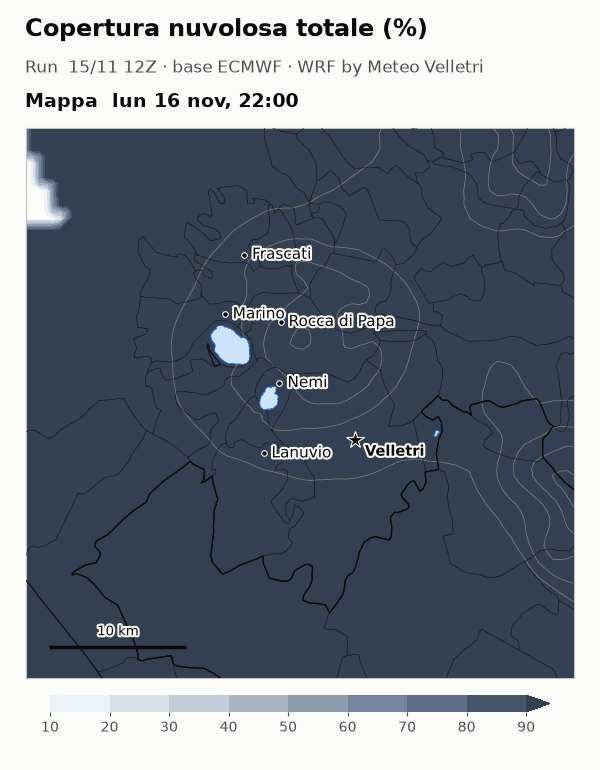 Copertura nuvolosa totale (%)
Run  15/11 12Z · base ECMWF · WRF by Meteo Velletri
Mappa  lun 16 nov, 22:00
Frascati
Marino
Rocca di Papa
Nemi
Velletri
Lanuvio
10 km
10 20 30 40 50 60 70 80 90